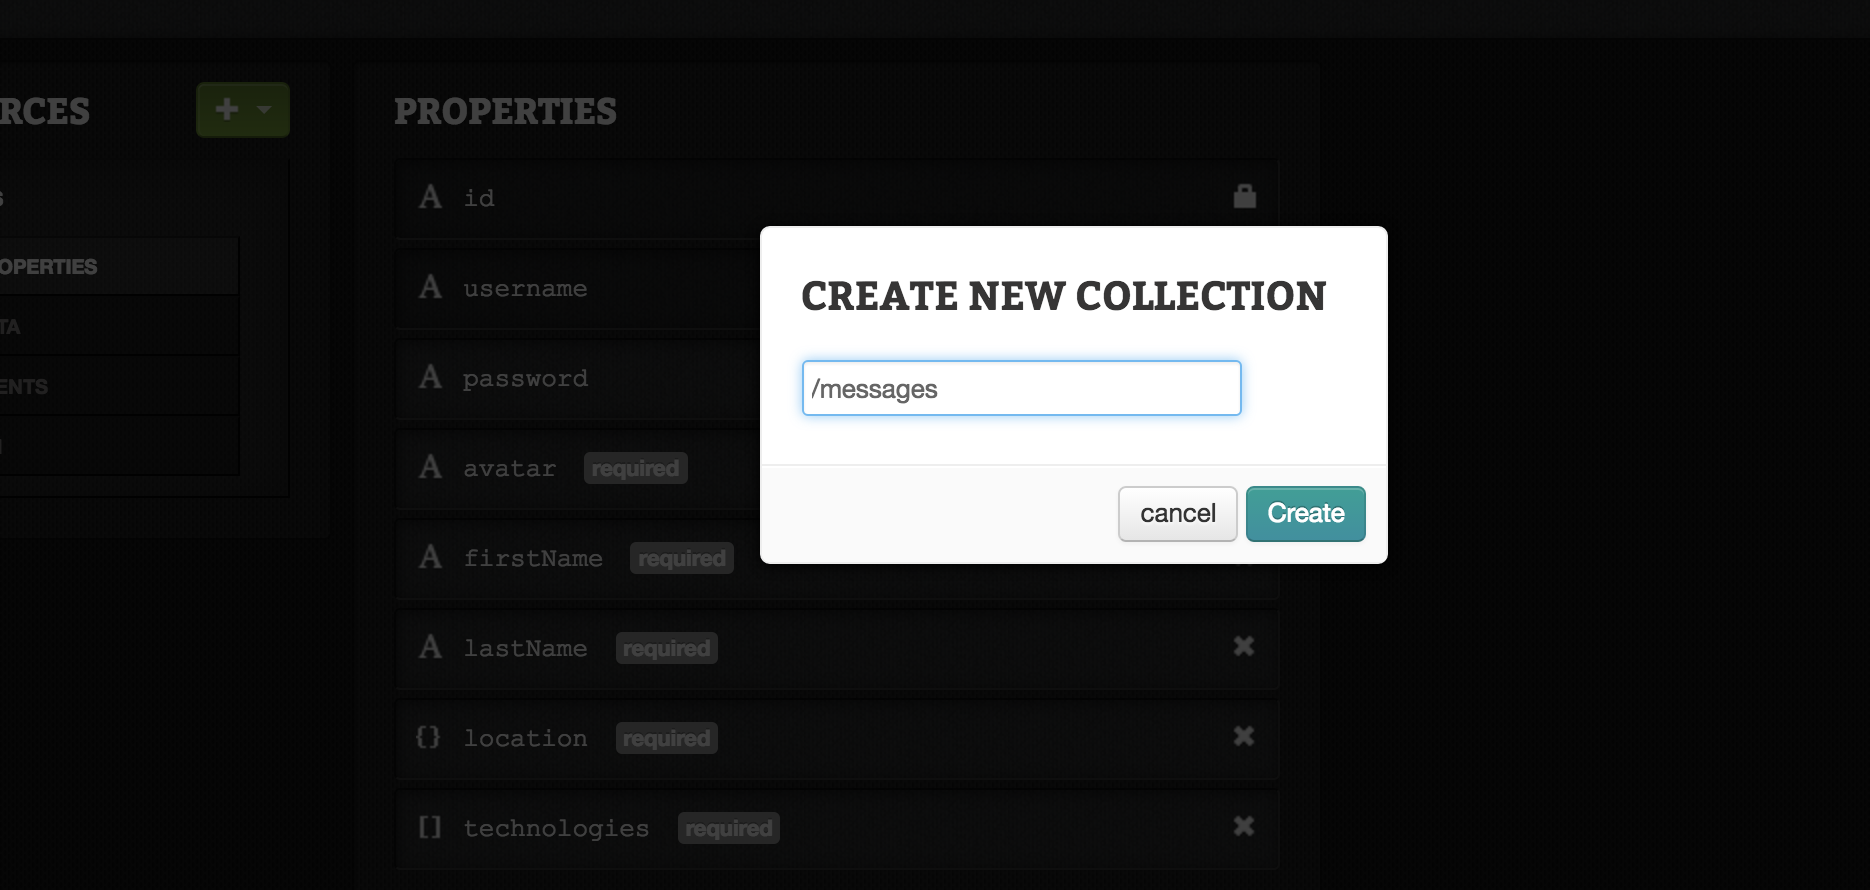 RCES
PROPERTIES
S
id
OPERTIES
username
TA
password
ENTS
avatar required
firstName required
lastName required
{} location required
[] technologies required
CREATE NEW COLLECTION
/messages
cancel Create